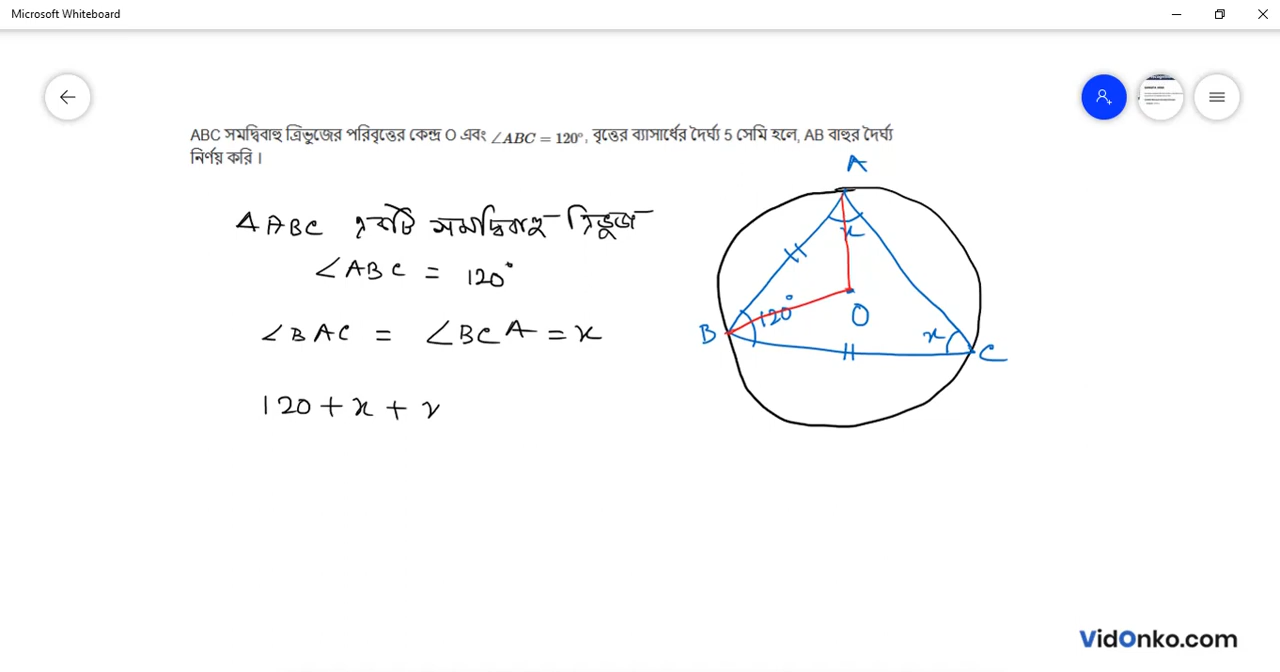 Microsoft Whiteboard
ABC সমদ্বিবাহু ত্রিভুজের পরিবৃত্তের কেন্দ্র O এবং ∠ABC = 120°, বৃত্তের ব্যাসার্ধের দৈর্ঘ্য 5 সেমি হলে, AB বাহুর দৈর্ঘ্য
নির্ণয় করি ।
A
△ABC একটি সমদ্বিবাহু ত্রিভুজ
x
∠ABC = 120°
120°
O
∠BAC = ∠BCA = x
B
x
C
120 + x + x
VidOnko.com